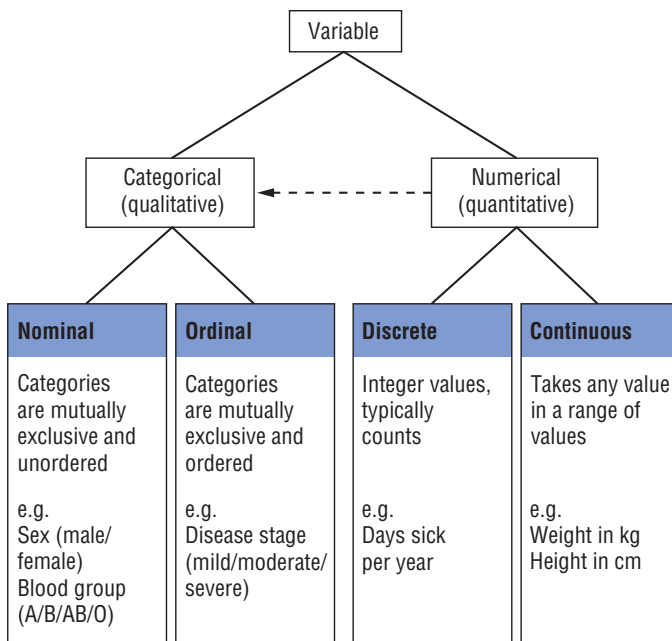 Variable
Categorical
(qualitative)
Numerical
(quantitative)
Nominal
Categories
are mutually
exclusive and
unordered
e.g.
Sex (male/
female)
Blood group
(A/B/AB/O)
Ordinal
Categories
are mutually
exclusive and
ordered
e.g.
Disease stage
(mild/moderate/
severe)
Discrete
Integer values,
typically
counts
e.g.
Days sick
per year
Continuous
Takes any value
in a range of
values
e.g.
Weight in kg
Height in cm